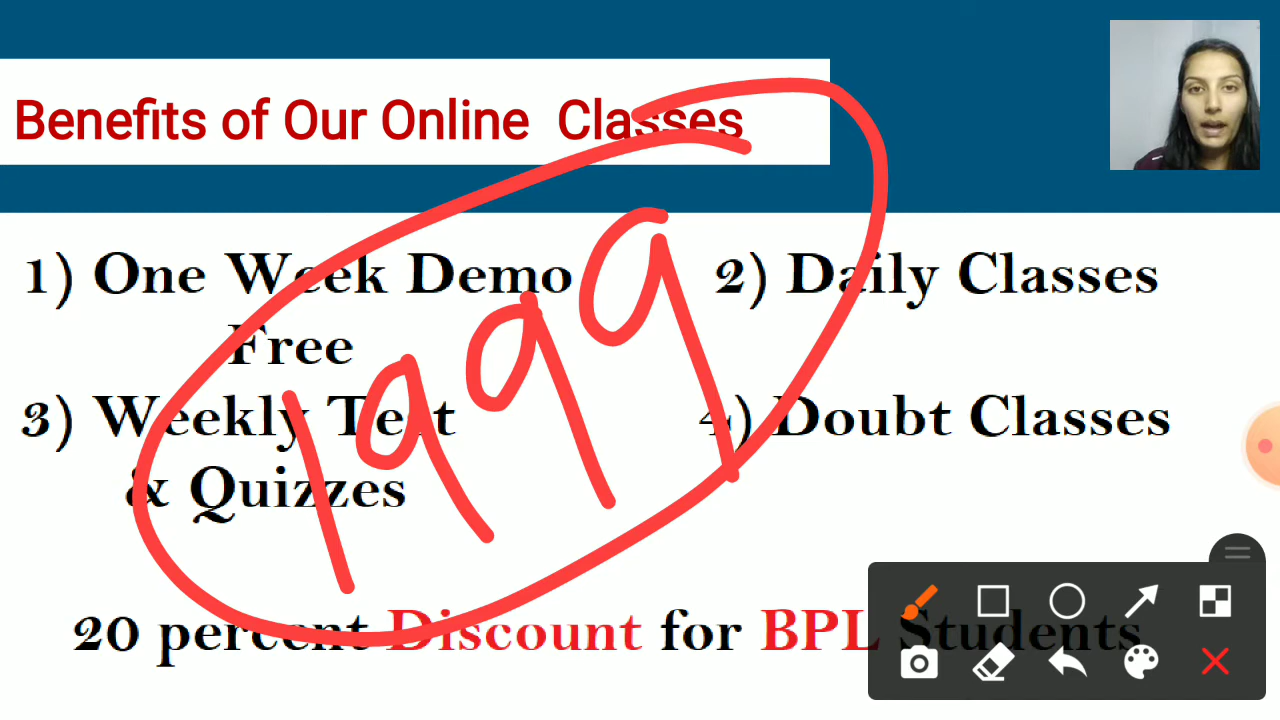 Benefits of Our Online Classes
1) One Week Demo Free
2) Daily Classes
3) Weekly Test & Quizzes
4) Doubt Classes
1999
20 percent Discount for BPL Students